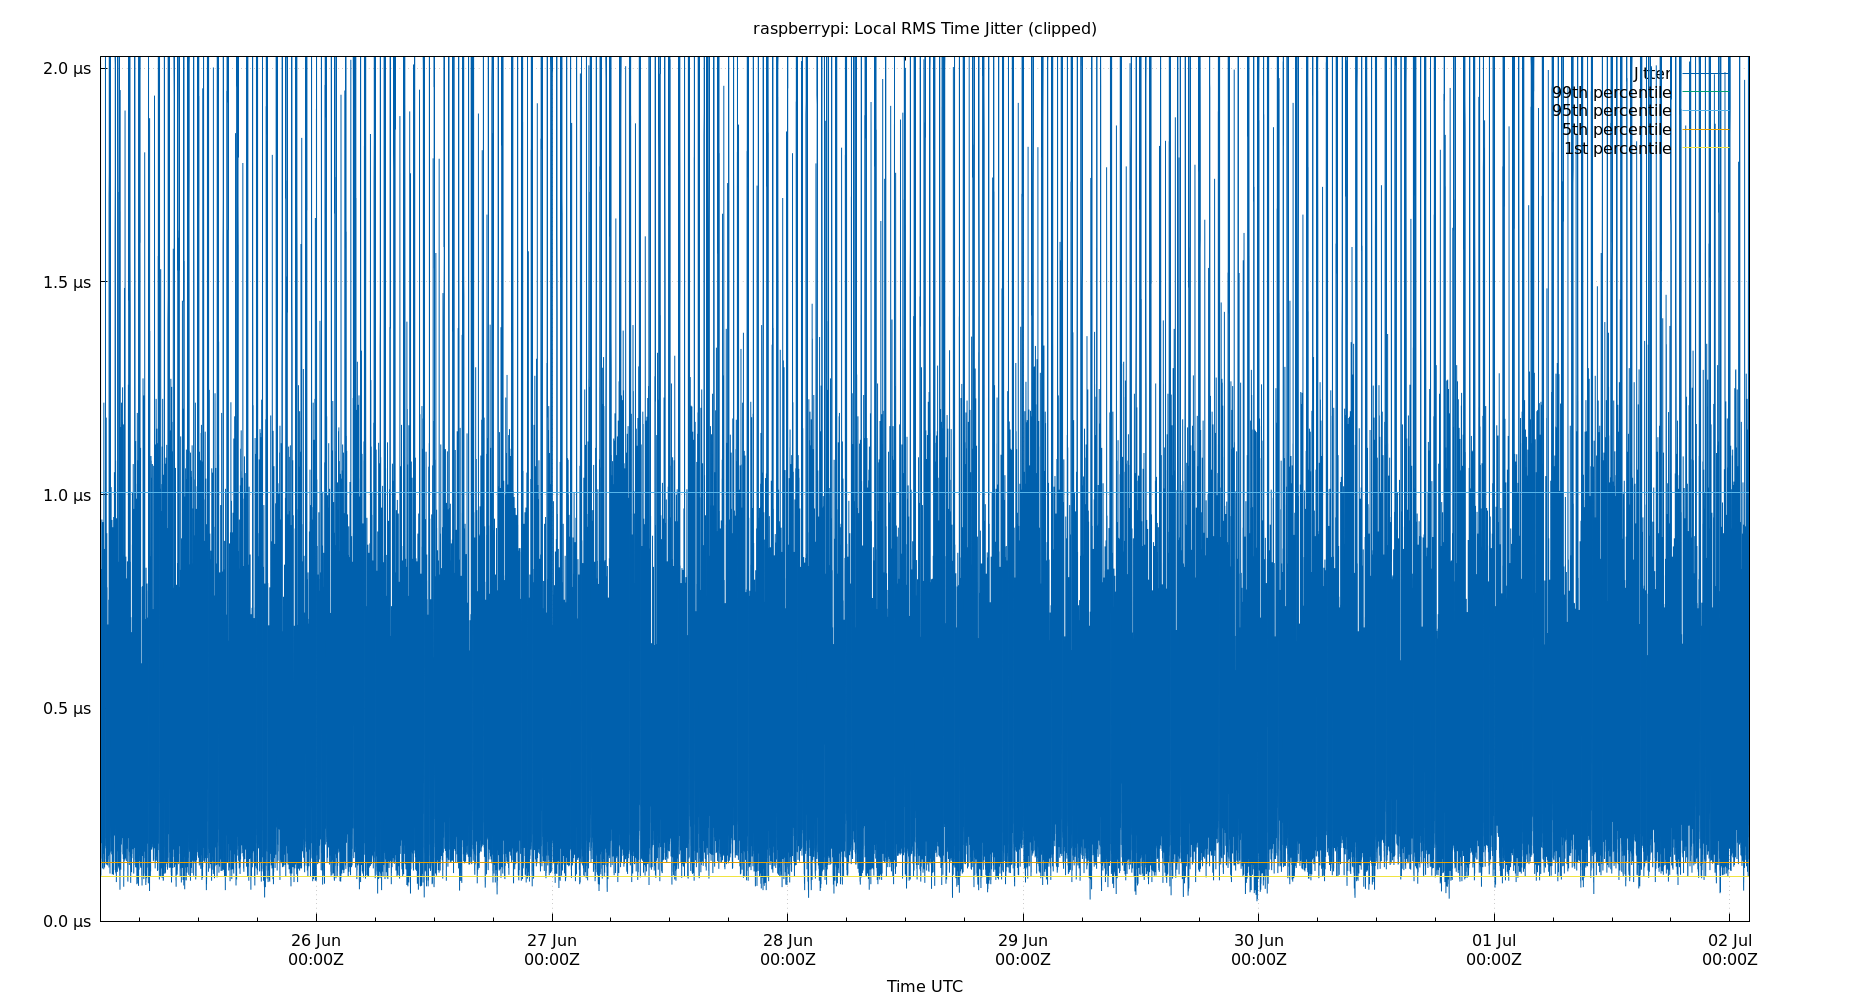 raspberrypi: Local RMS Time Jitter (clipped)
2.0 µs
1.5 µs
1.0 µs
0.5 µs
0.0 µs
Jitter
99th percentile
95th percentile
5th percentile
1st percentile
26 Jun 27 Jun 28 Jun 29 Jun 30 Jun 01 Jul 02 Jul
00:00Z 00:00Z 00:00Z 00:00Z 00:00Z 00:00Z 00:00Z
Time UTC